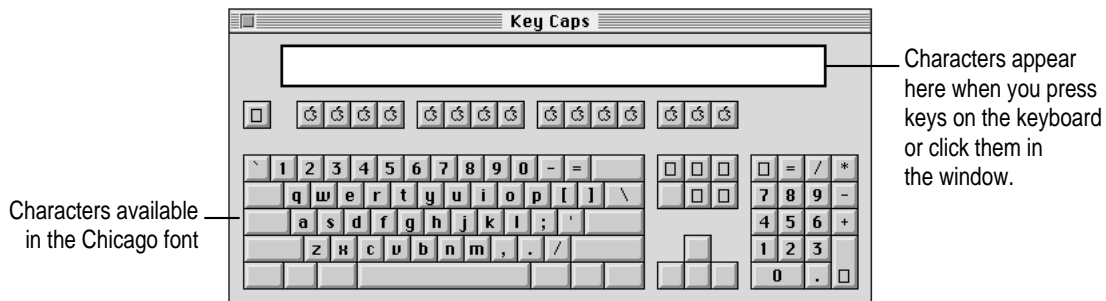 Key Caps
Characters appear
here when you press
keys on the keyboard
or click them in
the window.
` 1 2 3 4 5 6 7 8 9 0 - = = / *
q w e r t y u i o p [ ] \ 7 8 9 -
Characters available
in the Chicago font
a s d f g h j k l ; ' 4 5 6 +
z x c v b n m , . / 1 2 3
0 .